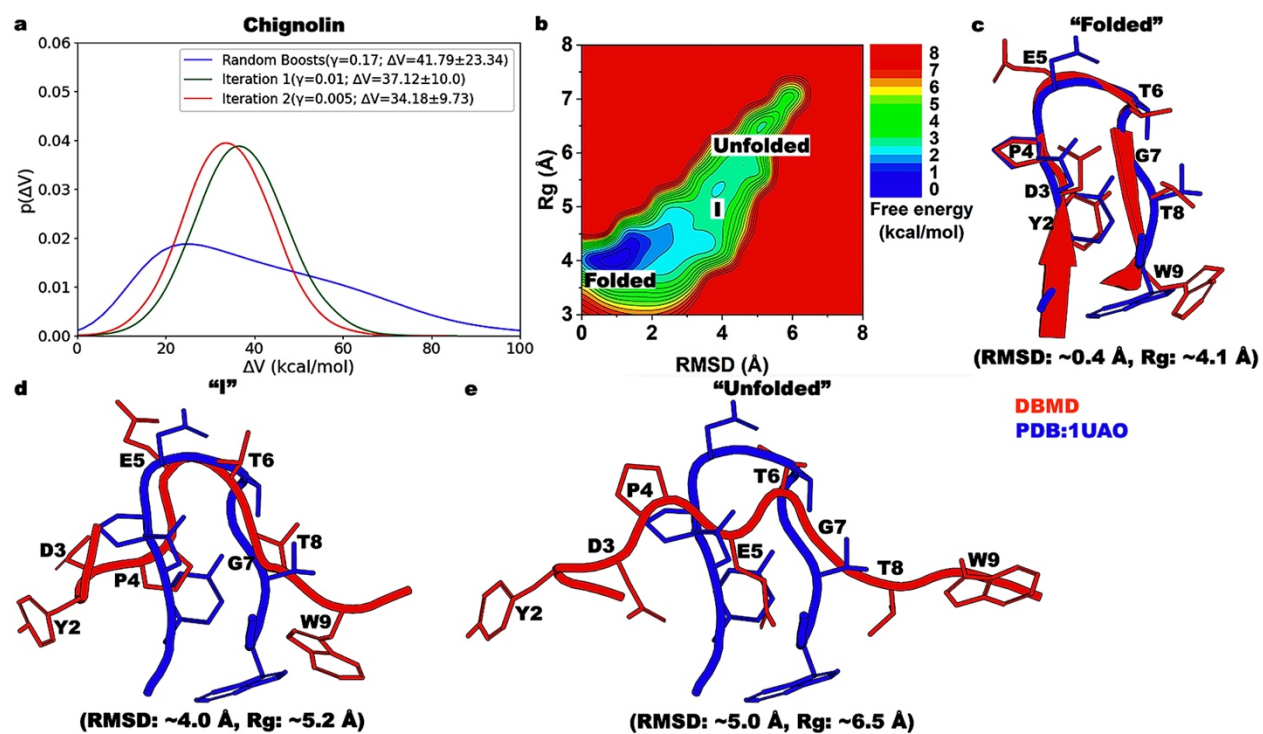 a
Chignolin
0.06
0.05
0.04
0.03
0.02
0.01
0.00
p(ΔV)
0
20
40
60
80
100
ΔV (kcal/mol)
Random Boosts(γ=0.17; ΔV=41.79±23.34)
Iteration 1(γ=0.01; ΔV=37.12±10.0)
Iteration 2(γ=0.005; ΔV=34.18±9.73)
b
8
7
6
5
4
3
Rg (Å)
0
2
4
6
8
RMSD (Å)
Unfolded
I
Folded
8
7
6
5
4
3
2
1
0
Free energy
(kcal/mol)
c
“Folded”
E5
T6
P4
G7
D3
T8
Y2
W9
(RMSD: ~0.4 Å, Rg: ~4.1 Å)
d
“I”
E5
T6
D3
T8
P4
G7
Y2
W9
(RMSD: ~4.0 Å, Rg: ~5.2 Å)
e
“Unfolded”
P4
T6
G7
D3
E5
T8
W9
Y2
(RMSD: ~5.0 Å, Rg: ~6.5 Å)
DBMD
PDB:1UAO